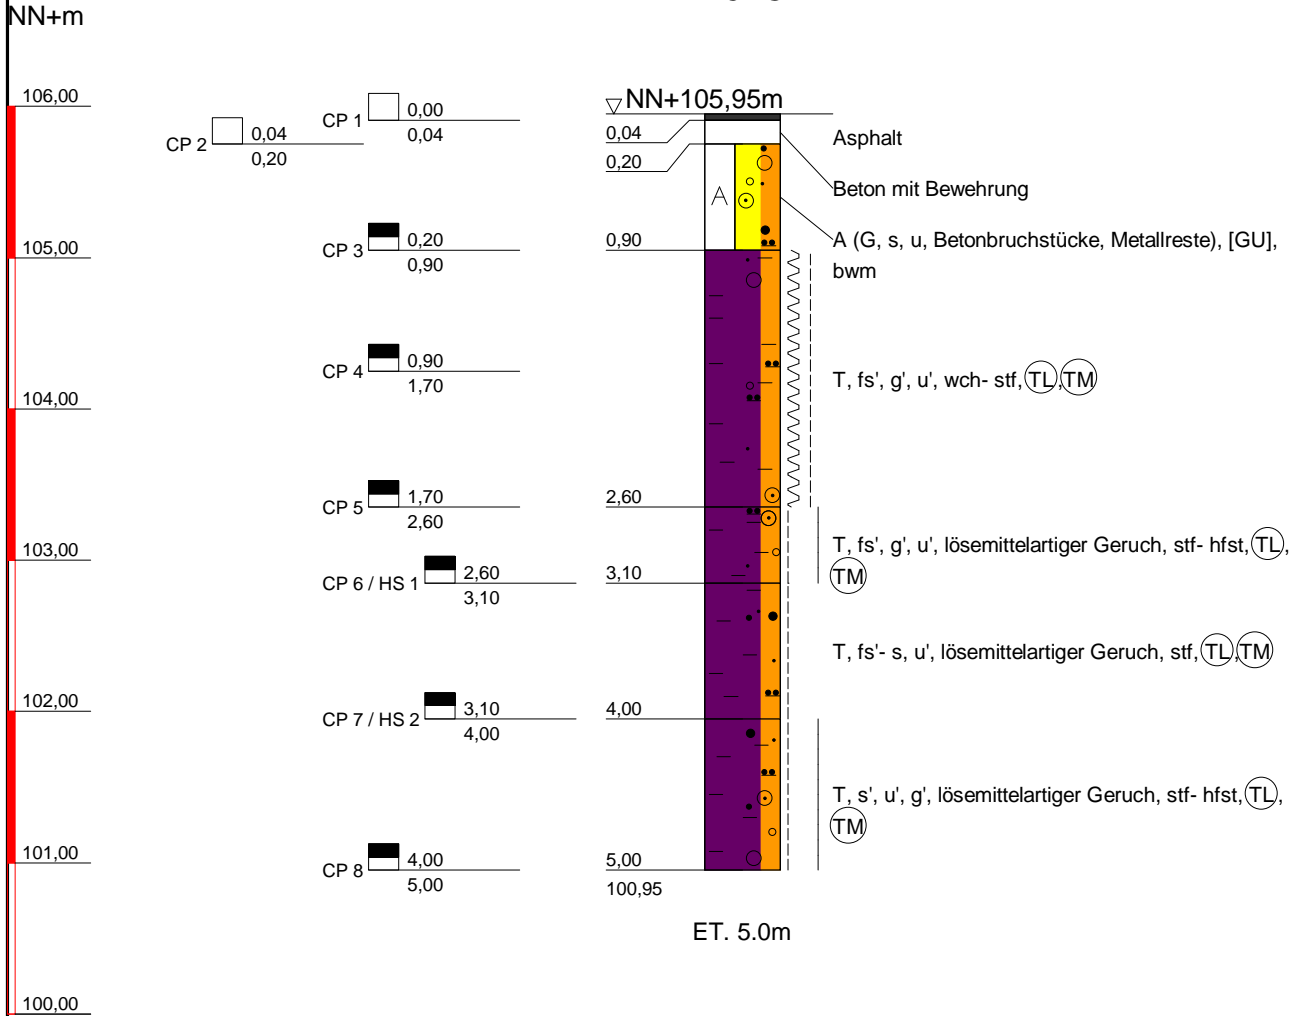 NN+m
106,00
105,00
104,00
103,00
102,00
101,00
100,00
CP 1 0,00
0,04
CP 2 0,04
0,20
CP 3 0,20
0,90
CP 4 0,90
1,70
CP 5 1,70
2,60
CP 6 / HS 1 2,60
3,10
CP 7 / HS 2 3,10
4,00
CP 8 4,00
5,00
NN+105,95m
0,04
0,20
0,90
2,60
3,10
4,00
5,00
100,95
A
ET. 5.0m
Asphalt
Beton mit Bewehrung
A (G, s, u, Betonbruchstücke, Metallreste), [GU],
bwm
T, fs', g', u', wch- stf, TL, TM
T, fs', g', u', lösemittelartiger Geruch, stf- hfst, TL,
TM
T, fs'- s, u', lösemittelartiger Geruch, stf, TL, TM
T, s', u', g', lösemittelartiger Geruch, stf- hfst, TL,
TM